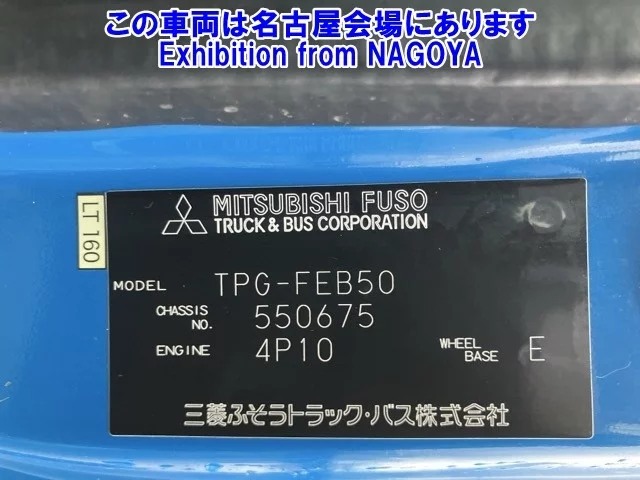 この車両は名古屋会場にあります
Exhibition from NAGOYA
LT 160
MITSUBISHI FUSO
TRUCK & BUS CORPORATION
MODEL TPG-FEB50
CHASSIS NO. 550675
ENGINE 4P10 WHEEL BASE E
三菱ふそうトラック・バス株式会社